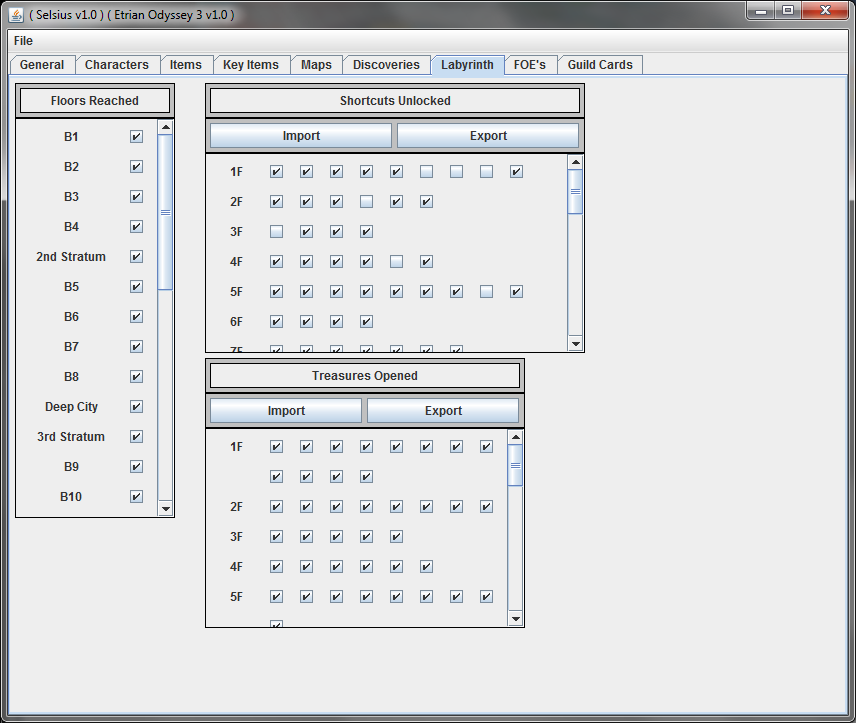 ( Selsius v1.0 ) ( Etrian Odyssey 3 v1.0 )
File
General Characters Items Key Items Maps Discoveries Labyrinth FOE's Guild Cards
Floors Reached
B1
B2
B3
B4
2nd Stratum
B5
B6
B7
B8
Deep City
3rd Stratum
B9
B10
Shortcuts Unlocked
Import Export
1F
2F
3F
4F
5F
6F
7F
Treasures Opened
Import Export
1F
2F
3F
4F
5F